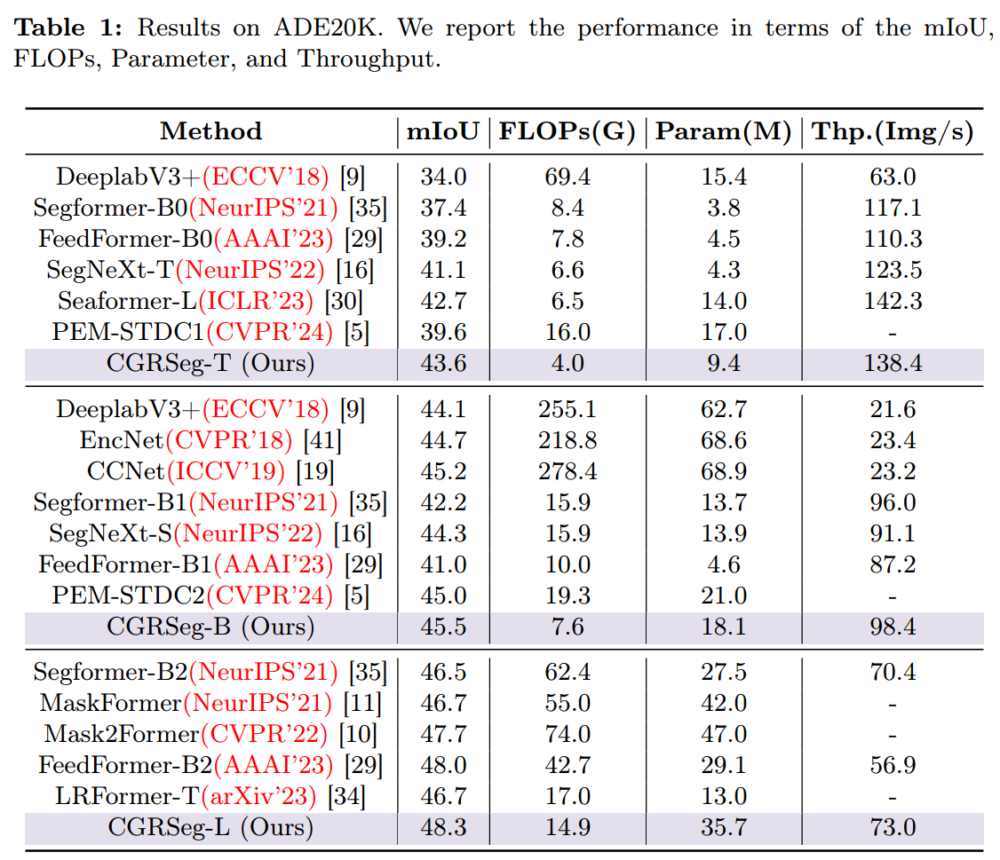 Table 1: Results on ADE20K. We report the performance in terms of the mIoU,
FLOPs, Parameter, and Throughput.
Method mIoU FLOPs(G) Param(M) Thp.(Img/s)
DeeplabV3+(ECCV'18) [9] 34.0 69.4 15.4 63.0
Segformer-B0(NeurIPS'21) [35] 37.4 8.4 3.8 117.1
FeedFormer-B0(AAAI'23) [29] 39.2 7.8 4.5 110.3
SegNeXt-T(NeurIPS'22) [16] 41.1 6.6 4.3 123.5
Seaformer-L(ICLR'23) [30] 42.7 6.5 14.0 142.3
PEM-STDC1(CVPR'24) [5] 39.6 16.0 17.0 -
CGRSeg-T (Ours) 43.6 4.0 9.4 138.4
DeeplabV3+(ECCV'18) [9] 44.1 255.1 62.7 21.6
EncNet(CVPR'18) [41] 44.7 218.8 68.6 23.4
CCNet(ICCV'19) [19] 45.2 278.4 68.9 23.2
Segformer-B1(NeurIPS'21) [35] 42.2 15.9 13.7 96.0
SegNeXt-S(NeurIPS'22) [16] 44.3 15.9 13.9 91.1
FeedFormer-B1(AAAI'23) [29] 41.0 10.0 4.6 87.2
PEM-STDC2(CVPR'24) [5] 45.0 19.3 21.0 -
CGRSeg-B (Ours) 45.5 7.6 18.1 98.4
Segformer-B2(NeurIPS'21) [35] 46.5 62.4 27.5 70.4
MaskFormer(NeurIPS'21) [11] 46.7 55.0 42.0 -
Mask2Former(CVPR'22) [10] 47.7 74.0 47.0 -
FeedFormer-B2(AAAI'23) [29] 48.0 42.7 29.1 56.9
LRFormer-T(arXiv'23) [34] 46.7 17.0 13.0 -
CGRSeg-L (Ours) 48.3 14.9 35.7 73.0